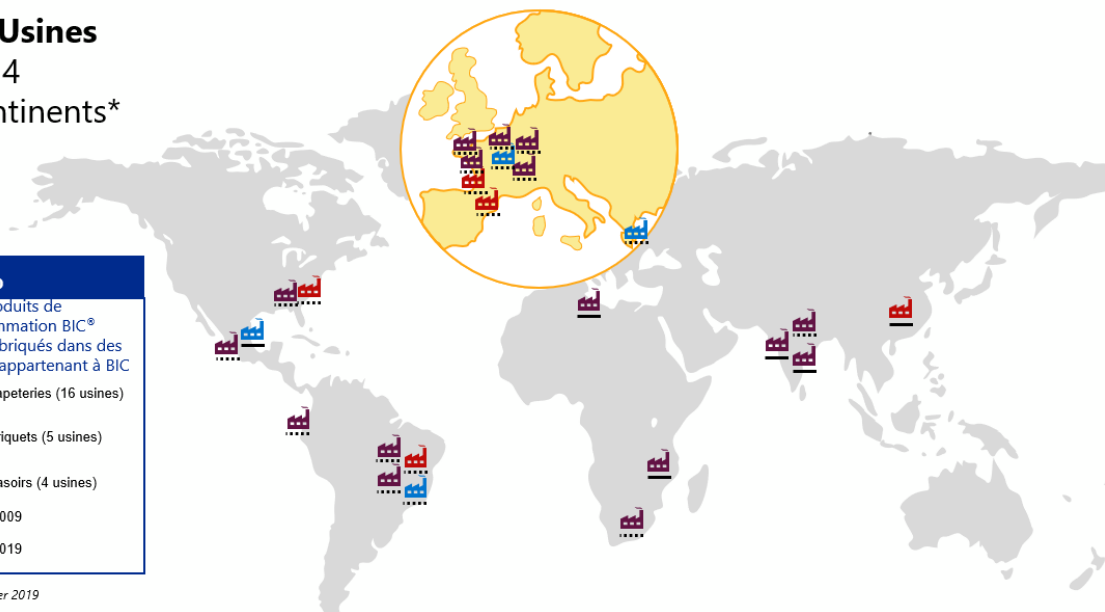 Usines
4
ntinents*
oduits de
mmation BIC®
briqués dans des
appartenant à BIC
apeteries (16 usines)
iquets (5 usines)
asoirs (4 usines)
009
019
er 2019